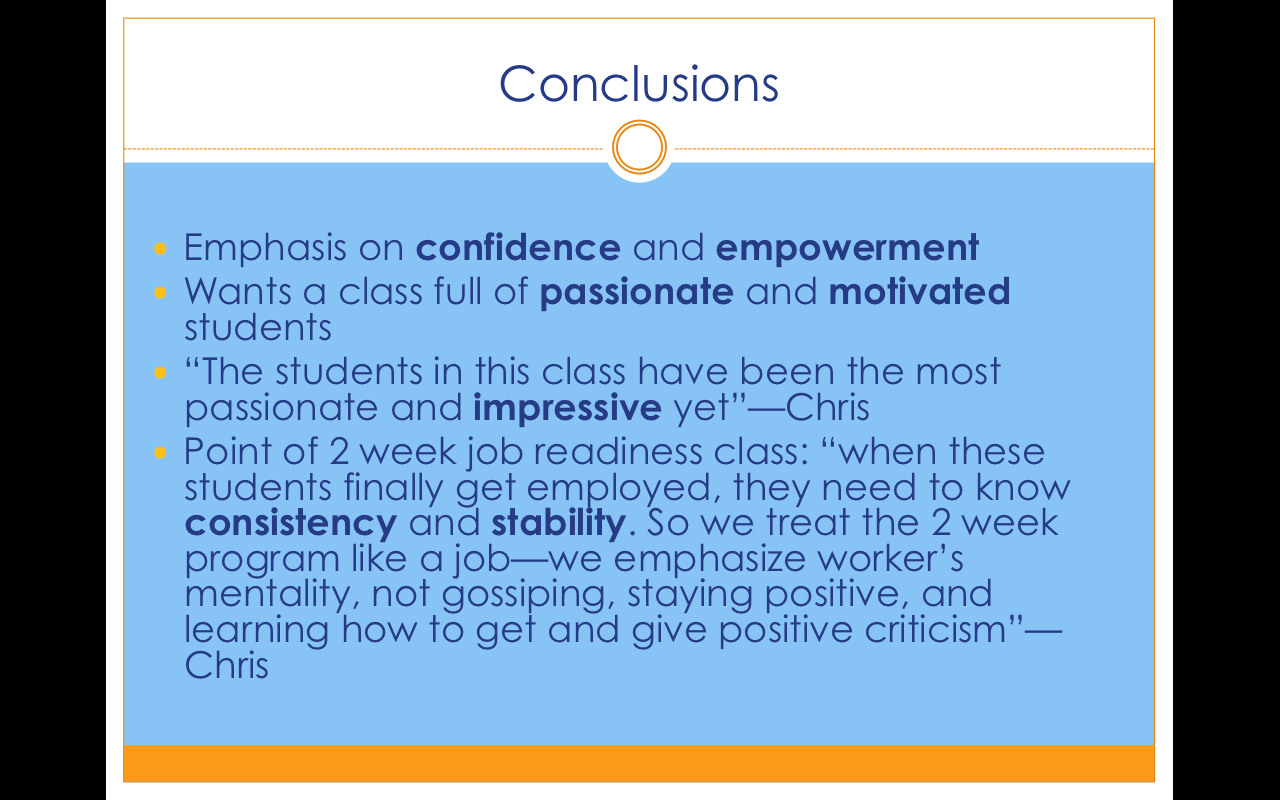 Conclusions
• Emphasis on confidence and empowerment
• Wants a class full of passionate and motivated
students
• “The students in this class have been the most
passionate and impressive yet”—Chris
• Point of 2 week job readiness class: “when these
students finally get employed, they need to know
consistency and stability. So we treat the 2 week
program like a job—we emphasize worker’s
mentality, not gossiping, staying positive, and
learning how to get and give positive criticism”—
Chris